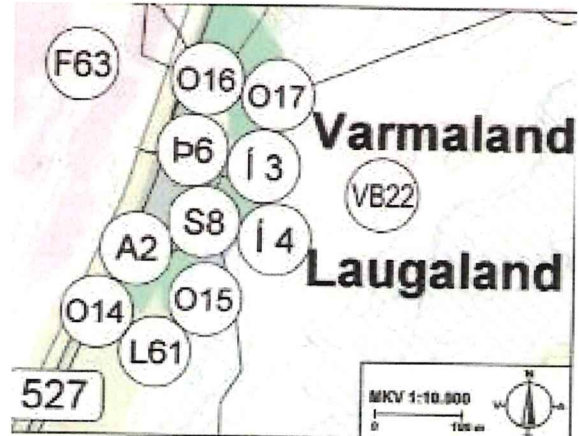 F63
O16
O17
Varmaland
Þ6
Í 3
VB22
S8
Í 4
A2
Laugaland
O15
O14
L61
527
MKV 1:10.000
N
V
A
0
100 m